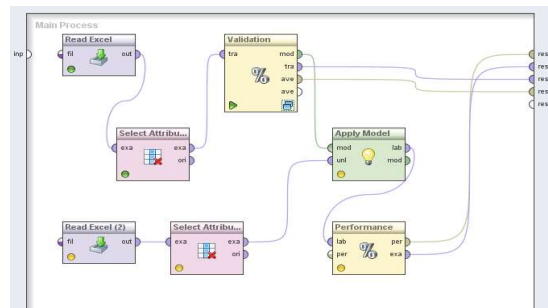 Main Process
inp
Read Excel
fil
out
Validation
tra
mod
tra
ave
ave
res
res
res
res
res
Select Attribu...
exa
exa
ori
Apply Model
mod
lab
unl
mod
Read Excel (2)
fil
out
Select Attribu...
exa
exa
ori
Performance
lab
per
per
exa